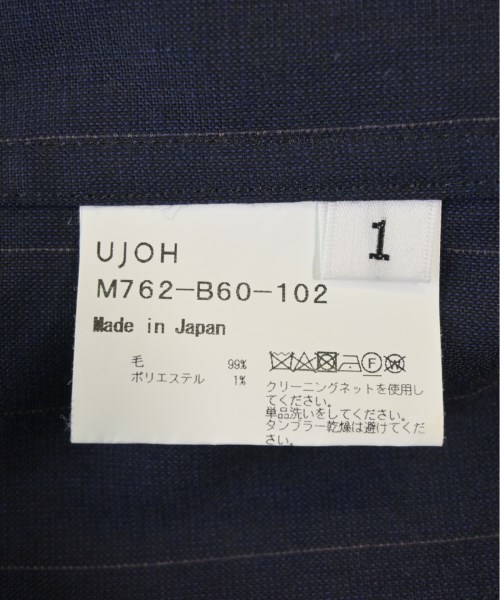 1
UJOH
M762-B60-102
Made in Japan
毛 99%
ポリエステル 1%
クリーニングネットを使用し
てください。
単品洗いをしてください。
タンブラー乾燥は避けてくだ
さい。